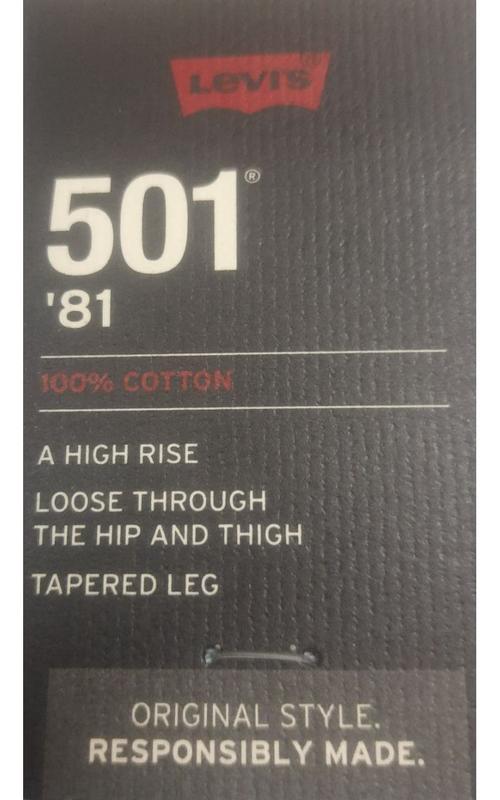 LEVI'S®
501®
'81
100% COTTON
A HIGH RISE
LOOSE THROUGH
THE HIP AND THIGH
TAPERED LEG
ORIGINAL STYLE.
RESPONSIBLY MADE.